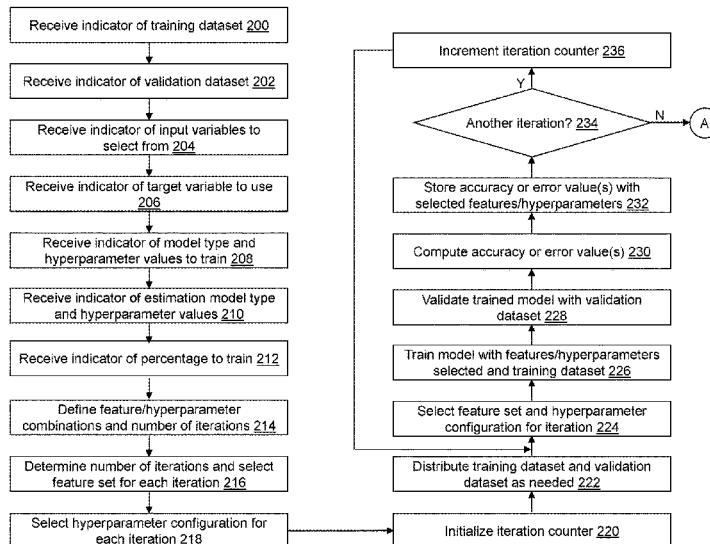 Receive indicator of training dataset 200
Receive indicator of validation dataset 202
Receive indicator of input variables to
select from 204
Receive indicator of target variable to use
206
Receive indicator of model type and
hyperparameter values to train 208
Receive indicator of estimation model type
and hyperparameter values 210
Receive indicator of percentage to train 212
Define feature/hyperparameter
combinations and number of iterations 214
Determine number of iterations and select
feature set for each iteration 216
Select hyperparameter configuration for
each iteration 218
Increment iteration counter 236
Y
Another iteration? 234
N
A
Store accuracy or error value(s) with
selected features/hyperparameters 232
Compute accuracy or error value(s) 230
Validate trained model with validation
dataset 228
Train model with features/hyperparameters
selected and training dataset 226
Select feature set and hyperparameter
configuration for iteration 224
Distribute training dataset and validation
dataset as needed 222
Initialize iteration counter 220